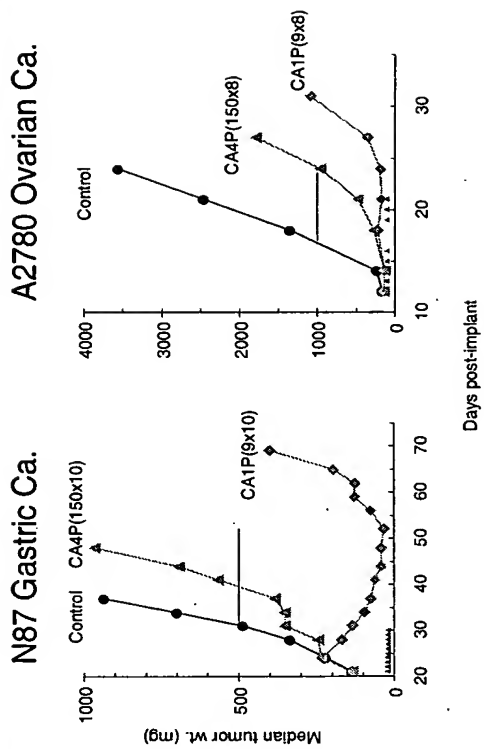 N87 Gastric Ca.
Median tumor wt. (mg)
1000
500
0
Control
CA4P(150x10)
CA1P(9x10)
20 30 40 50 60 70
A2780 Ovarian Ca.
4000
3000
2000
1000
0
Control
CA4P(150x8)
CA1P(9x8)
10 20 30
Days post-implant